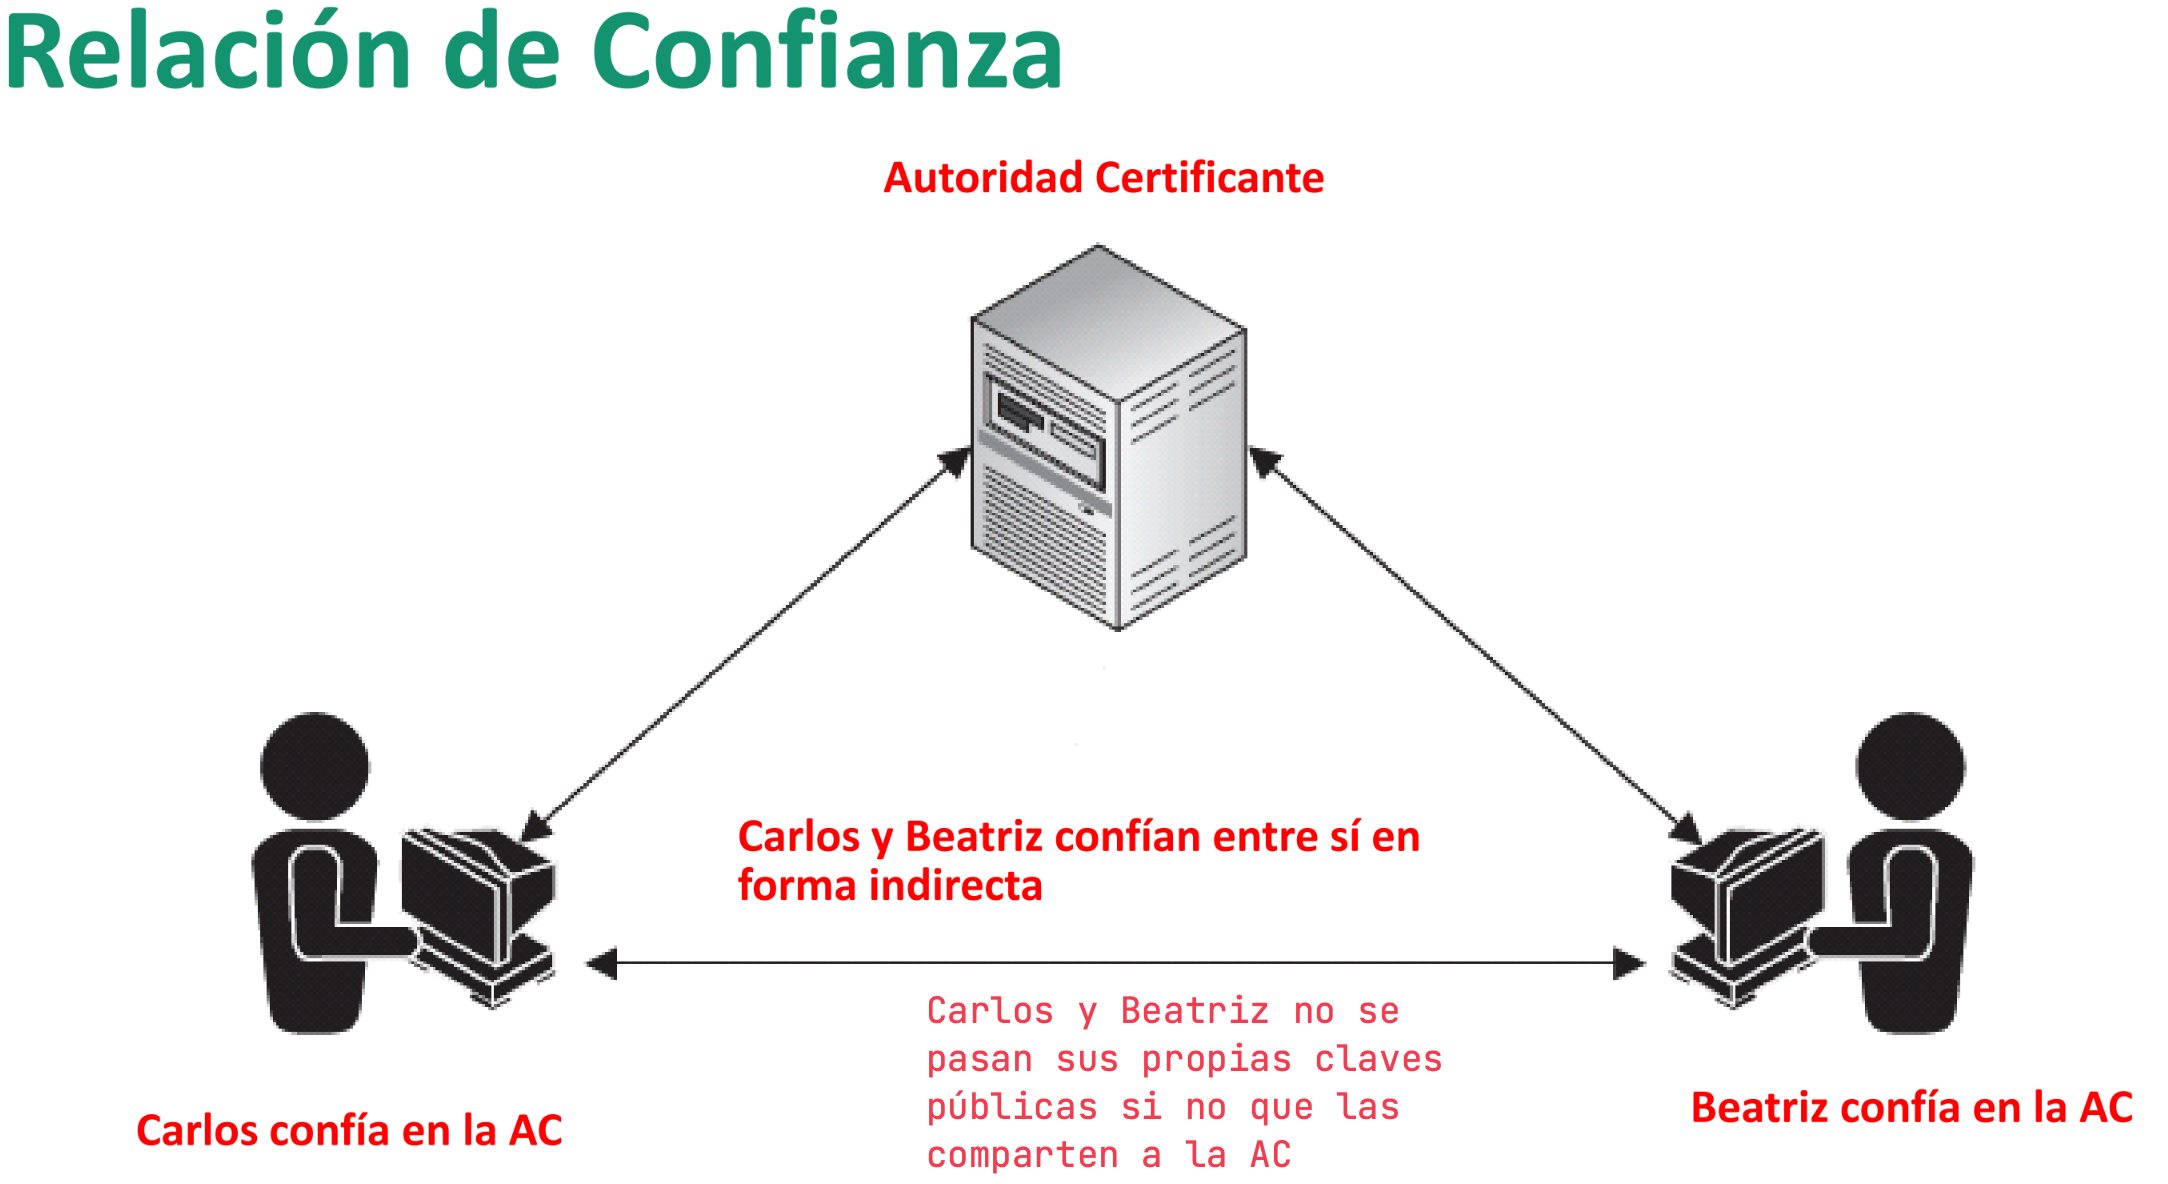 Relación de Confianza
Autoridad Certificante
Carlos y Beatriz confían entre sí en
forma indirecta
Carlos y Beatriz no se
pasan sus propias claves
públicas si no que las
comparten a la AC
Carlos confía en la AC
Beatriz confía en la AC